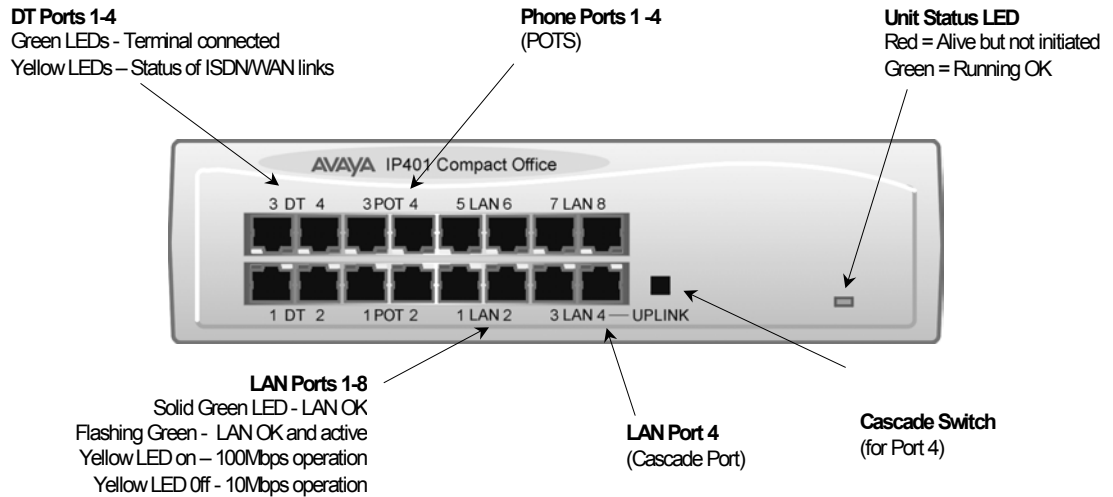 DT Ports 1-4
Green LEDs - Terminal connected
Yellow LEDs – Status of ISDN/WAN links
Phone Ports 1 -4
(POTS)
Unit Status LED
Red = Alive but not initiated
Green = Running OK
AVAYA IP401 Compact Office
3 DT 4 3 POT 4 5 LAN 6 7 LAN 8
1 DT 2 1 POT 2 1 LAN 2 3 LAN 4 — UPLINK
LAN Ports 1-8
Solid Green LED - LAN OK
Flashing Green - LAN OK and active
Yellow LED on – 100Mbps operation
Yellow LED 0ff - 10Mbps operation
LAN Port 4
(Cascade Port)
Cascade Switch
(for Port 4)